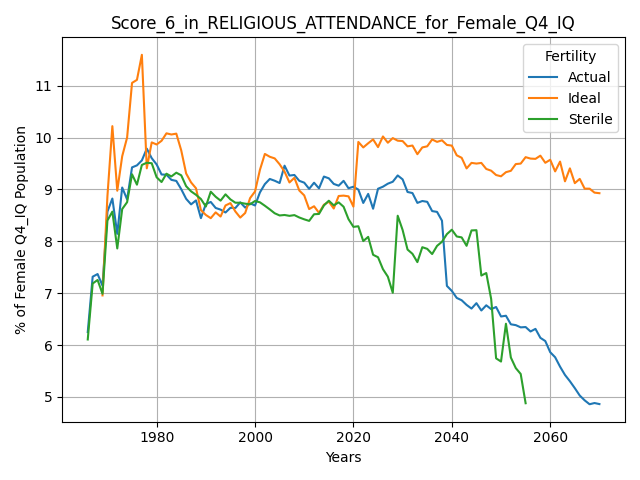 Score_6_in_RELIGIOUS_ATTENDANCE_for_Female_Q4_IQ
Fertility
Actual
Ideal
Sterile
% of Female Q4_IQ Population
11
10
9
8
7
6
5
1980
2000
2020
2040
2060
Years